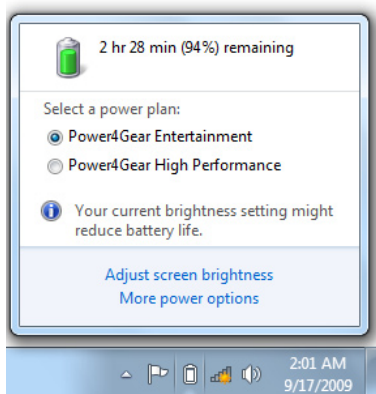 2 hr 28 min (94%) remaining
Select a power plan:
Power4Gear Entertainment
Power4Gear High Performance
Your current brightness setting might
reduce battery life.
Adjust screen brightness
More power options
2:01 AM
9/17/2009